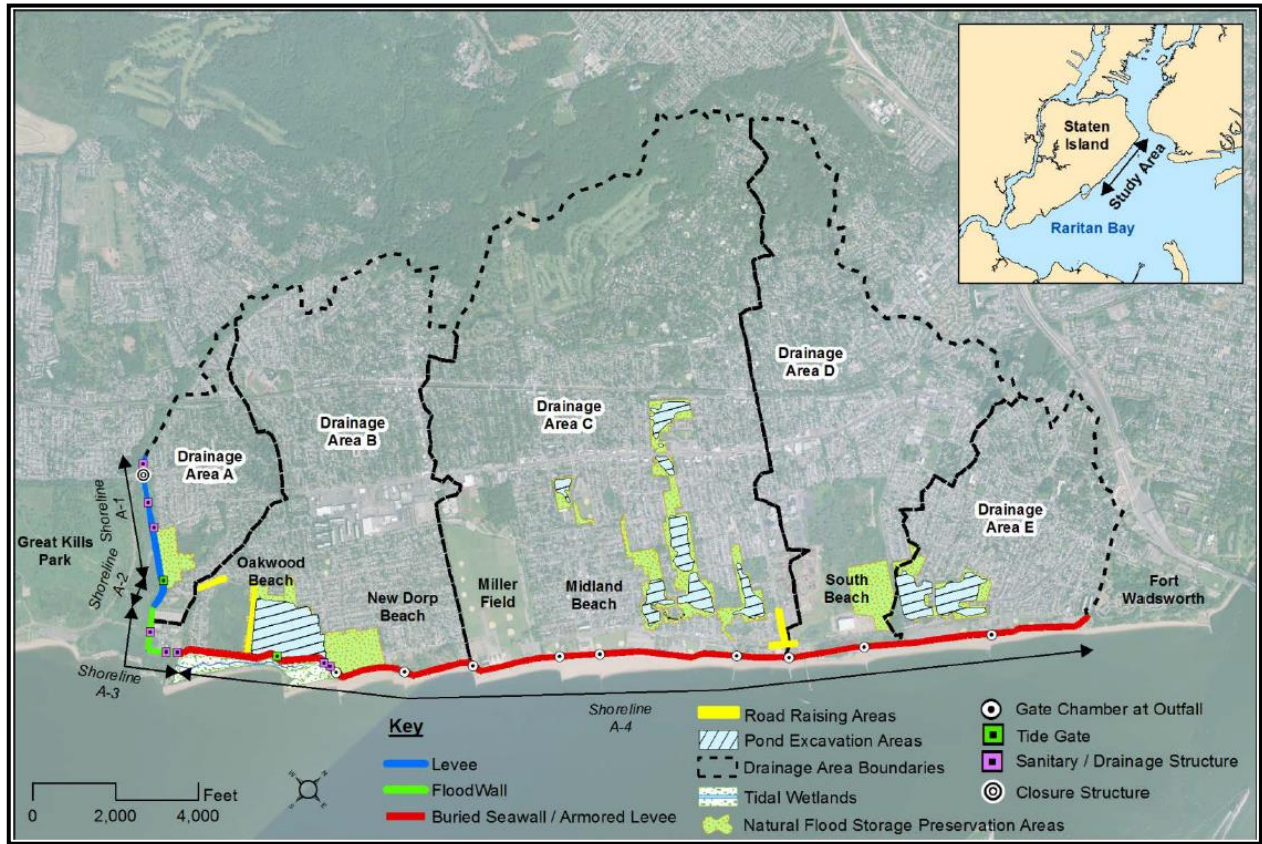 Staten
Island
Study Area
Raritan Bay
Drainage
Area D
Drainage
Area C
Drainage
Area B
Drainage
Area A
Drainage
Area E
Shoreline
A-1
Great Kills
Park
Shoreline
A-2
Oakwood
Beach
New Dorp
Beach
Miller
Field
Midland
Beach
South
Beach
Fort
Wadsworth
Shoreline
A-3
Shoreline
A-4
Key
Levee
FloodWall
Buried Seawall / Armored Levee
Road Raising Areas
Pond Excavation Areas
Drainage Area Boundaries
Tidal Wetlands
Natural Flood Storage Preservation Areas
Gate Chamber at Outfall
Tide Gate
Sanitary / Drainage Structure
Closure Structure
Feet
0 2,000 4,000
W N
S E